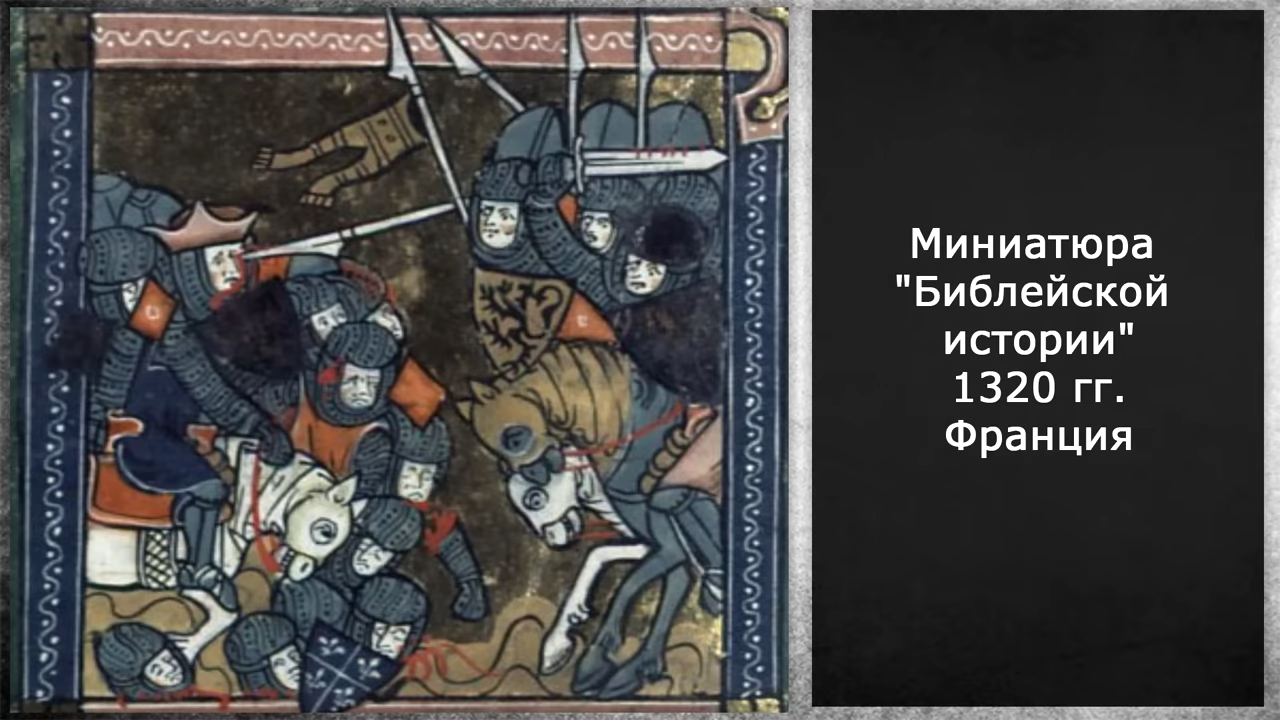 Миниатюра
"Библейской
истории"
1320 гг.
Франция